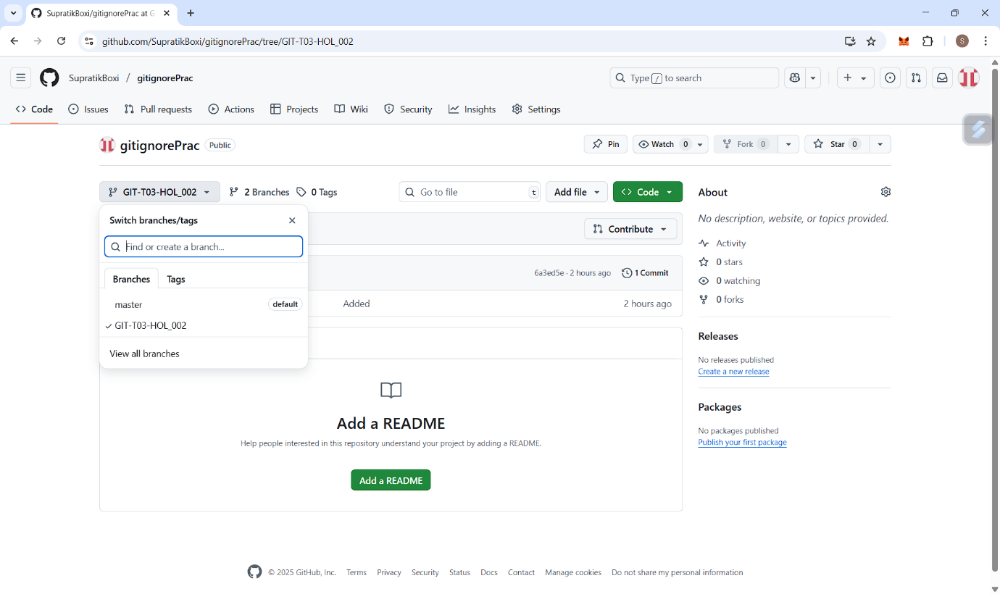 SupratikBoxi/gitignorePrac at G
github.com/SupratikBoxi/gitignorePrac/tree/GIT-T03-HOL_002
S
SupratikBoxi / gitignorePrac
Type / to search
Code Issues Pull requests Actions Projects Wiki Security Insights Settings
gitignorePrac Public
Pin Watch 0 Fork 0 Star 0
GIT-T03-HOL_002 2 Branches 0 Tags Go to file t Add file Code
About
Switch branches/tags
No description, website, or topics provided.
Contribute
Find or create a branch...
Activity
0 stars
6a3ed5e · 2 hours ago 1 Commit
Branches Tags
0 watching
0 forks
master default
Added 2 hours ago
GIT-T03-HOL_002
View all branches
Releases
No releases published
Create a new release
Packages
No packages published
Publish your first package
Add a README
Help people interested in this repository understand your project by adding a README.
Add a README
© 2025 GitHub, Inc. Terms Privacy Security Status Docs Contact Manage cookies Do not share my personal information